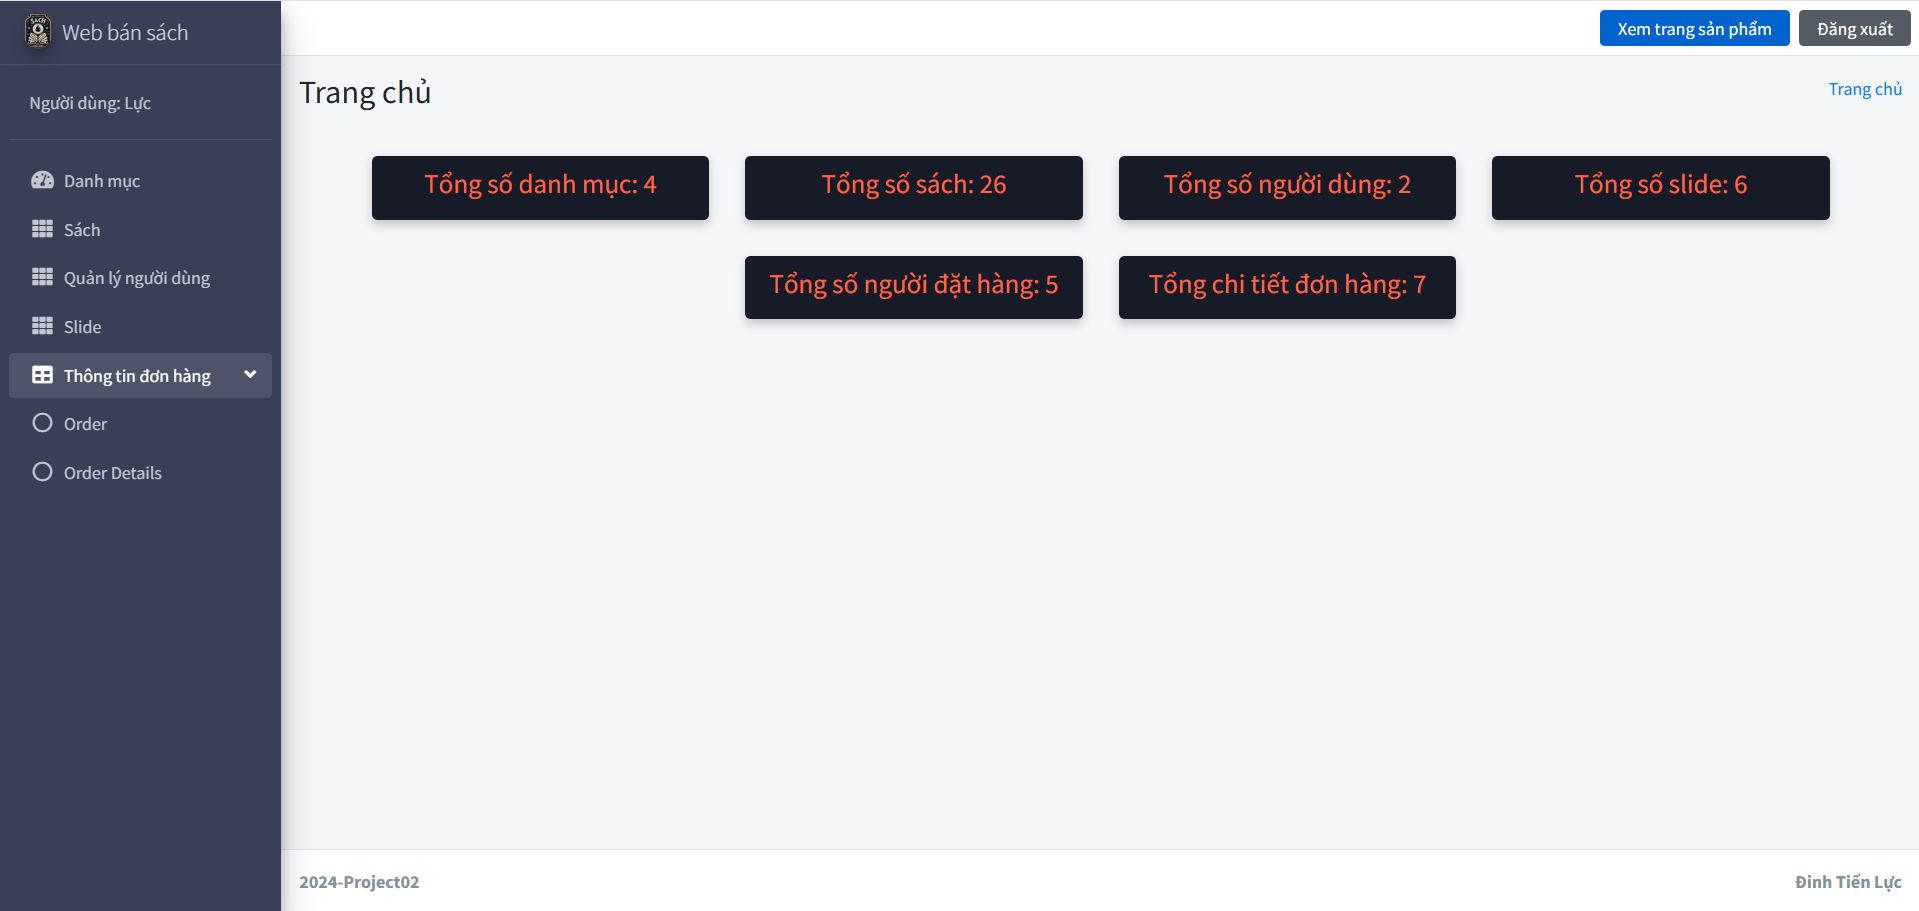 SÁCH
Web bán sách
Xem trang sản phẩm
Đăng xuất
Người dùng: Lực
Trang chủ
Trang chủ
Danh mục
Sách
Quản lý người dùng
Slide
Thông tin đơn hàng
Order
Order Details
Tổng số danh mục: 4
Tổng số sách: 26
Tổng số người dùng: 2
Tổng số slide: 6
Tổng số người đặt hàng: 5
Tổng chi tiết đơn hàng: 7
2024-Project02
Đinh Tiến Lực